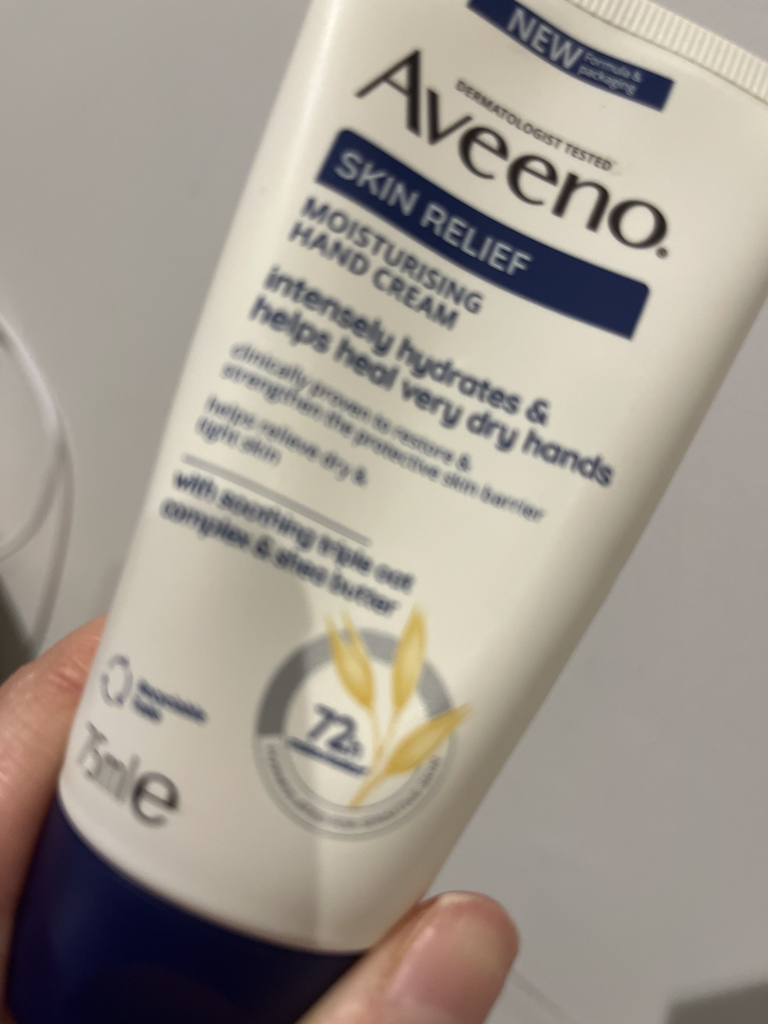 NEW Formula &
packaging
DERMATOLOGIST TESTED
Aveeno.
SKIN RELIEF
MOISTURISING
HAND CREAM
intensely hydrates &
helps heal very dry hands
clinically proven to restore &
strengthen the protective skin barrier
helps relieve dry &
tight skin
with soothing triple oat
complex & shea butter
72h
Recyclable
75ml e